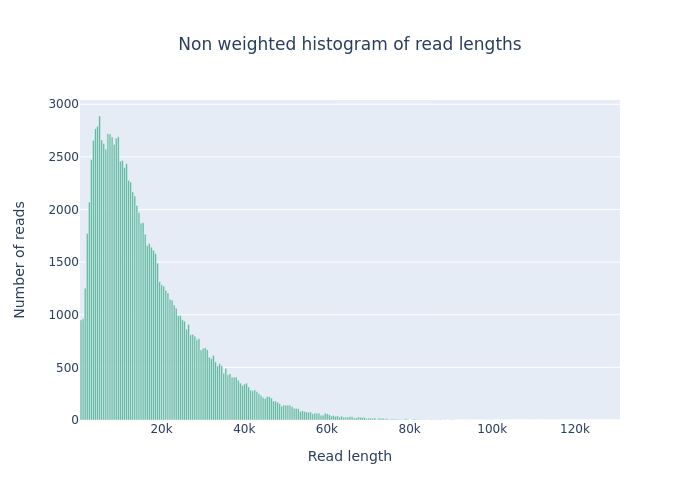 Non weighted histogram of read lengths
3000
2500
2000
1500
1000
500
0
Number of reads
20k
40k
60k
80k
100k
120k
Read length